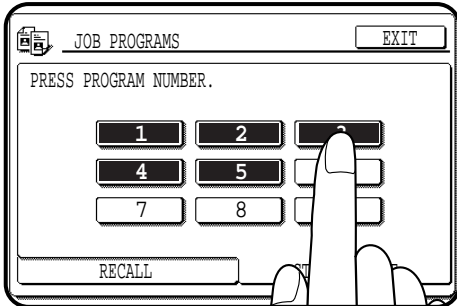 JOB PROGRAMS EXIT
PRESS PROGRAM NUMBER.
1 2
4 5
7 8
RECALL